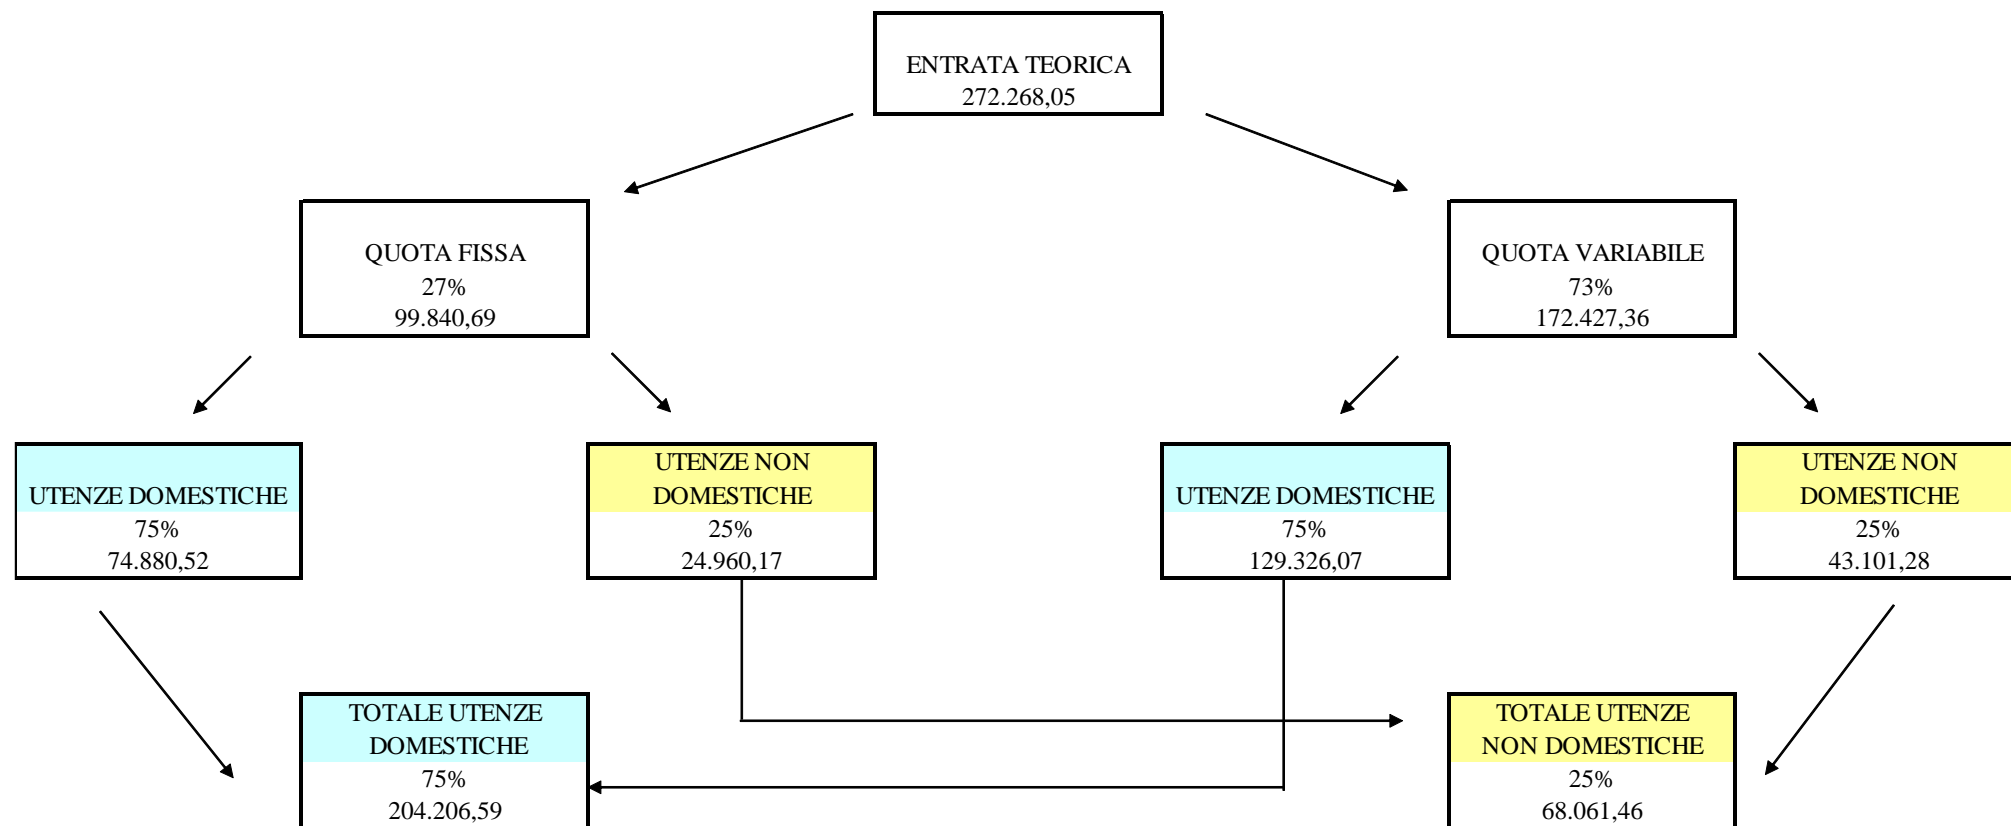 ENTRATA TEORICA
272.268,05
QUOTA FISSA
27%
99.840,69
QUOTA VARIABILE
73%
172.427,36
UTENZE DOMESTICHE
75%
74.880,52
UTENZE NON
DOMESTICHE
25%
24.960,17
UTENZE DOMESTICHE
75%
129.326,07
UTENZE NON
DOMESTICHE
25%
43.101,28
TOTALE UTENZE
DOMESTICHE
75%
204.206,59
TOTALE UTENZE
NON DOMESTICHE
25%
68.061,46